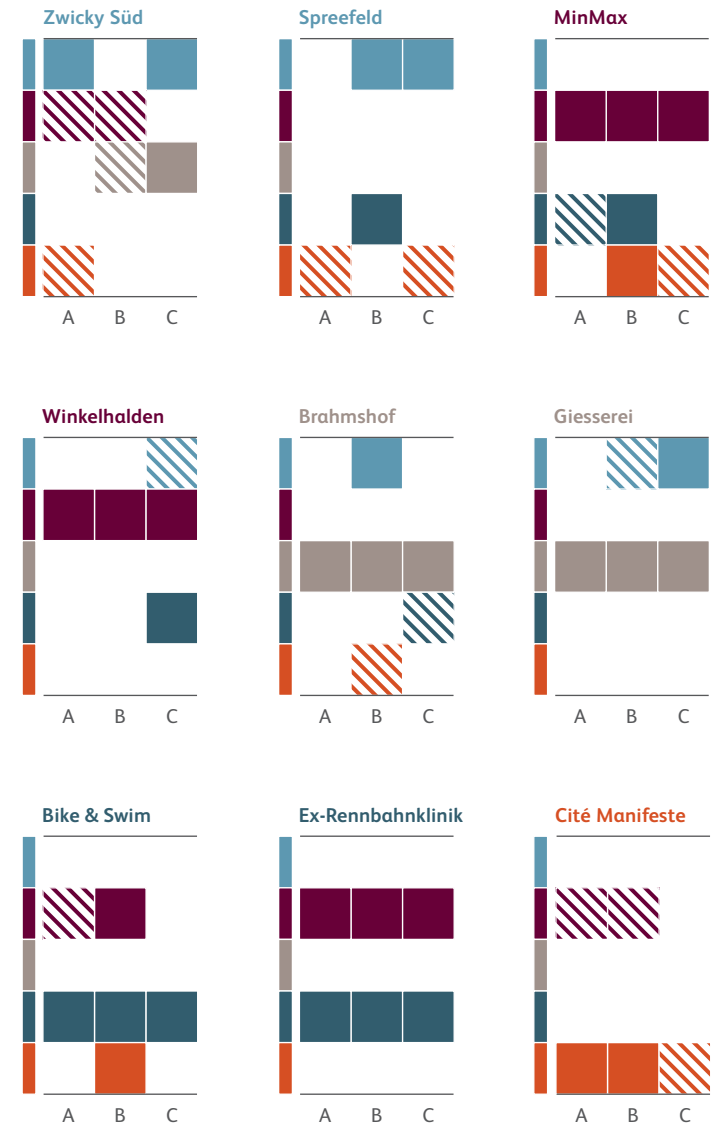 Zwicky Süd
Spreefeld
MinMax
A B C
A B C
A B C
Winkelhalden
Brahmshof
Giesserei
A B C
A B C
A B C
Bike & Swim
Ex-Rennbahnklinik
Cité Manifeste
A B C
A B C
A B C